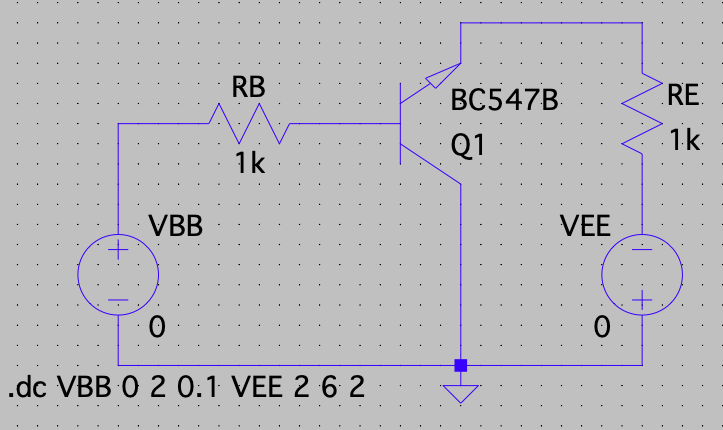 RB
1k
BC547B
Q1
RE
1k
VBB
0
VEE
0
.dc VBB 0 2 0.1 VEE 2 6 2